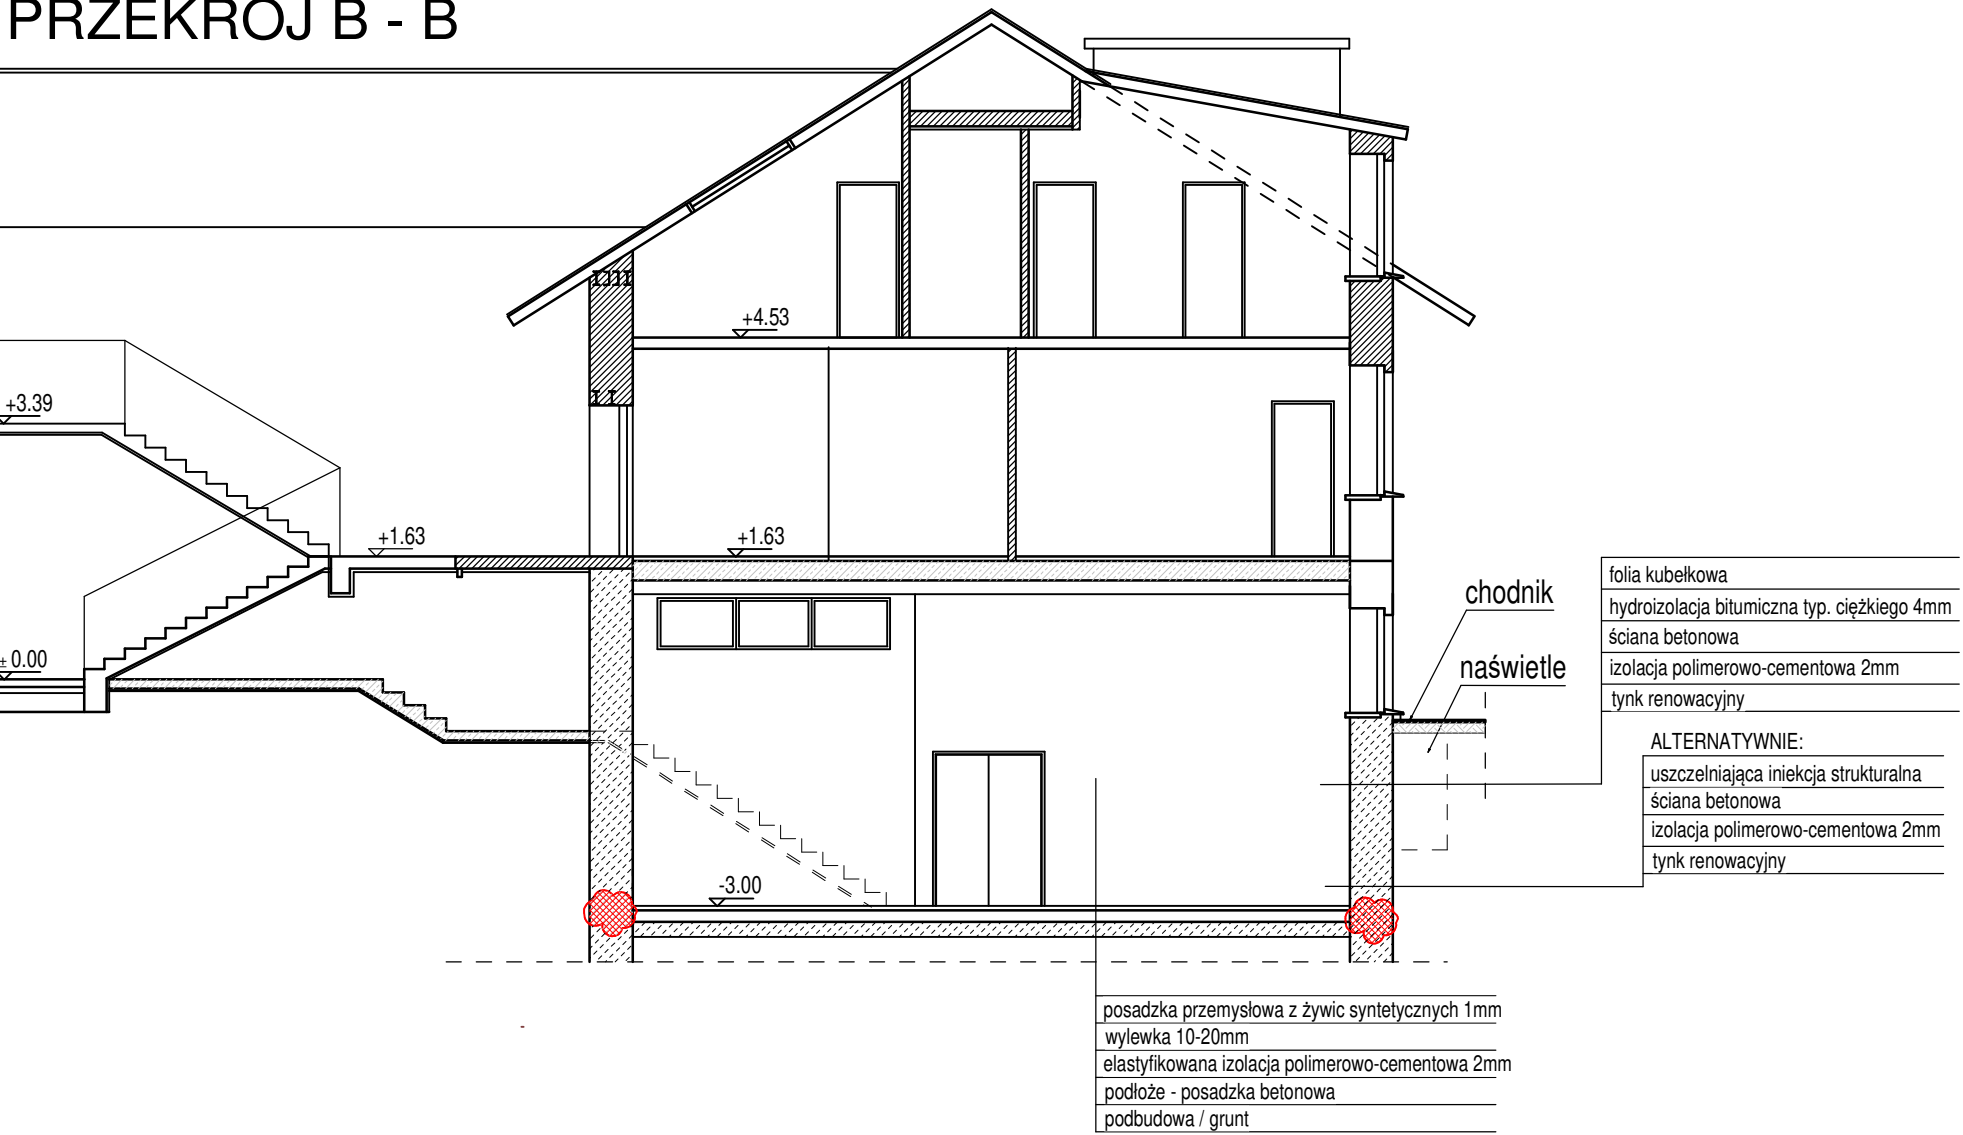 PRZEKRÓJ B - B
+4.53
+3.39
+1.63
+1.63
± 0.00
-3.00
chodnik
naświetle
folia kubełkowa
hydroizolacja bitumiczna typ. ciężkiego 4mm
ściana betonowa
izolacja polimerowo-cementowa 2mm
tynk renowacyjny
ALTERNATYWNIE:
uszczelniająca iniekcja strukturalna
ściana betonowa
izolacja polimerowo-cementowa 2mm
tynk renowacyjny
posadzka przemysłowa z żywic syntetycznych 1mm
wylewka 10-20mm
elastyfikowana izolacja polimerowo-cementowa 2mm
podłoże - posadzka betonowa
podbudowa / grunt